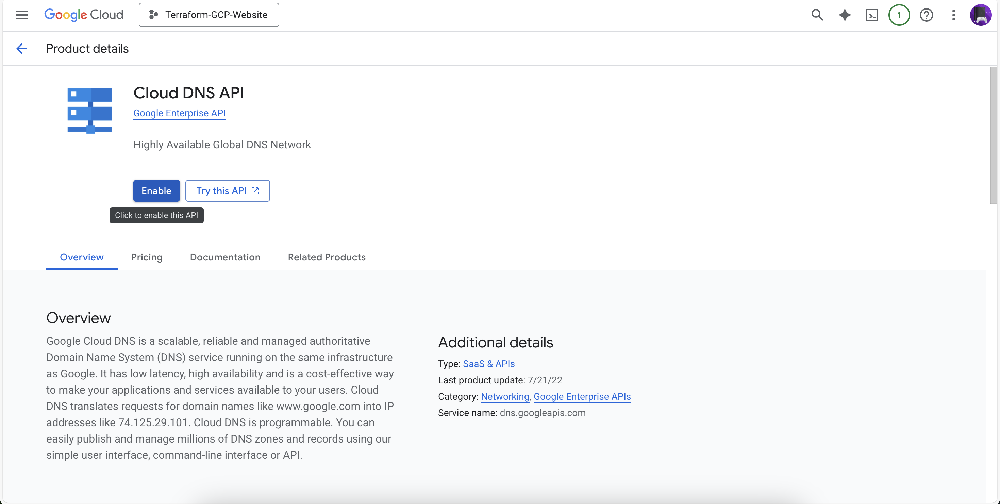 Google Cloud
Terraform-GCP-Website
1
Product details
Cloud DNS API
Google Enterprise API
Highly Available Global DNS Network
Enable
Try this API
Click to enable this API
Overview
Pricing
Documentation
Related Products
Overview
Google Cloud DNS is a scalable, reliable and managed authoritative
Domain Name System (DNS) service running on the same infrastructure
as Google. It has low latency, high availability and is a cost-effective way
to make your applications and services available to your users. Cloud
DNS translates requests for domain names like www.google.com into IP
addresses like 74.125.29.101. Cloud DNS is programmable. You can
easily publish and manage millions of DNS zones and records using our
simple user interface, command-line interface or API.
Additional details
Type: SaaS & APIs
Last product update: 7/21/22
Category: Networking, Google Enterprise APIs
Service name: dns.googleapis.com